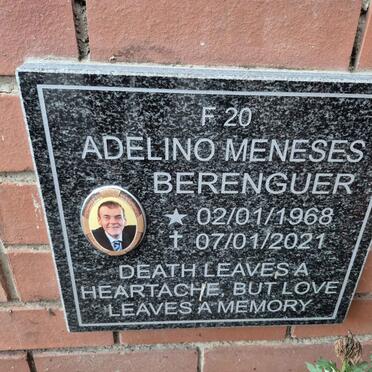 F 20
ADELINO MENESES
BERENGUER
★ 02/01/1968
✝ 07/01/2021
DEATH LEAVES A
HEARTACHE, BUT LOVE
LEAVES A MEMORY